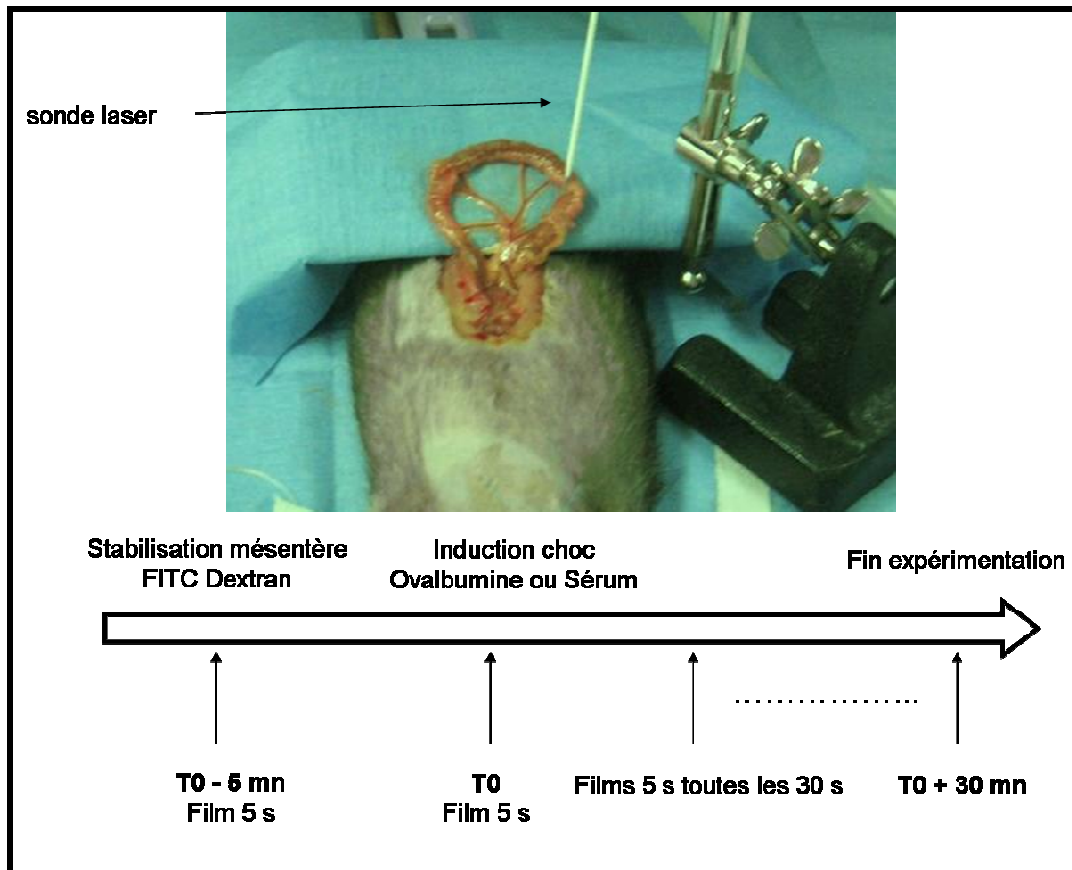 sonde laser
Stabilisation mésentère
FITC Dextran
Induction choc
Ovalbumine ou Sérum
Fin expérimentation
T0 - 5 mn
Film 5 s
T0
Film 5 s
Films 5 s toutes les 30 s
T0 + 30 mn